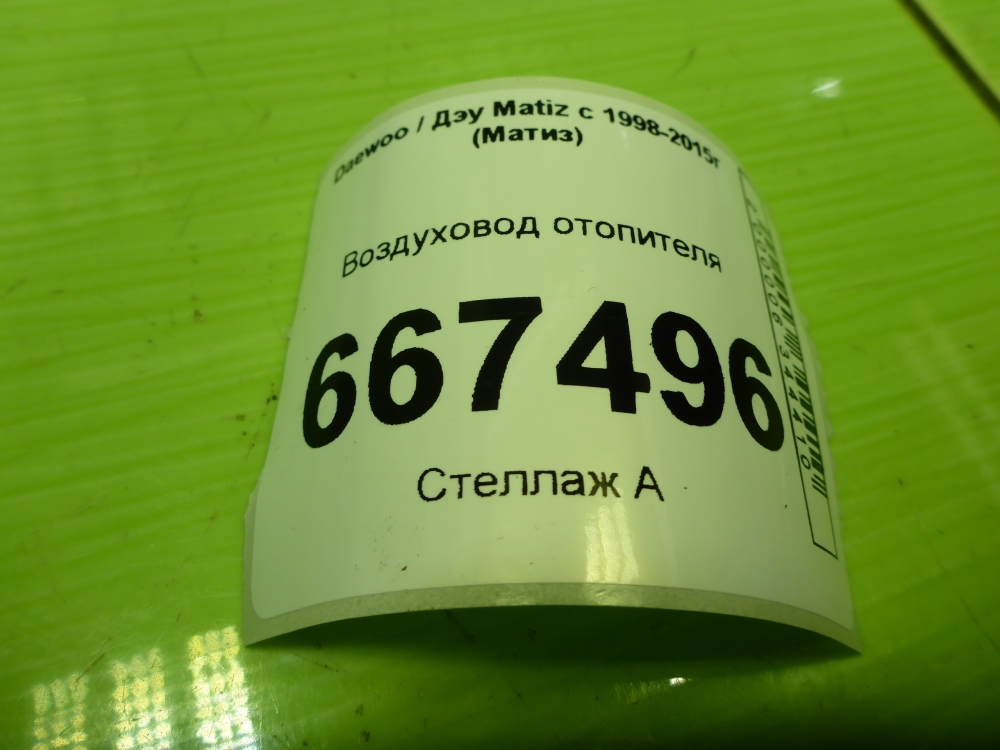 Daewoo / Дэу Matiz с 1998-2015г
(Матиз)
Воздуховод отопителя
667496
Стеллаж А